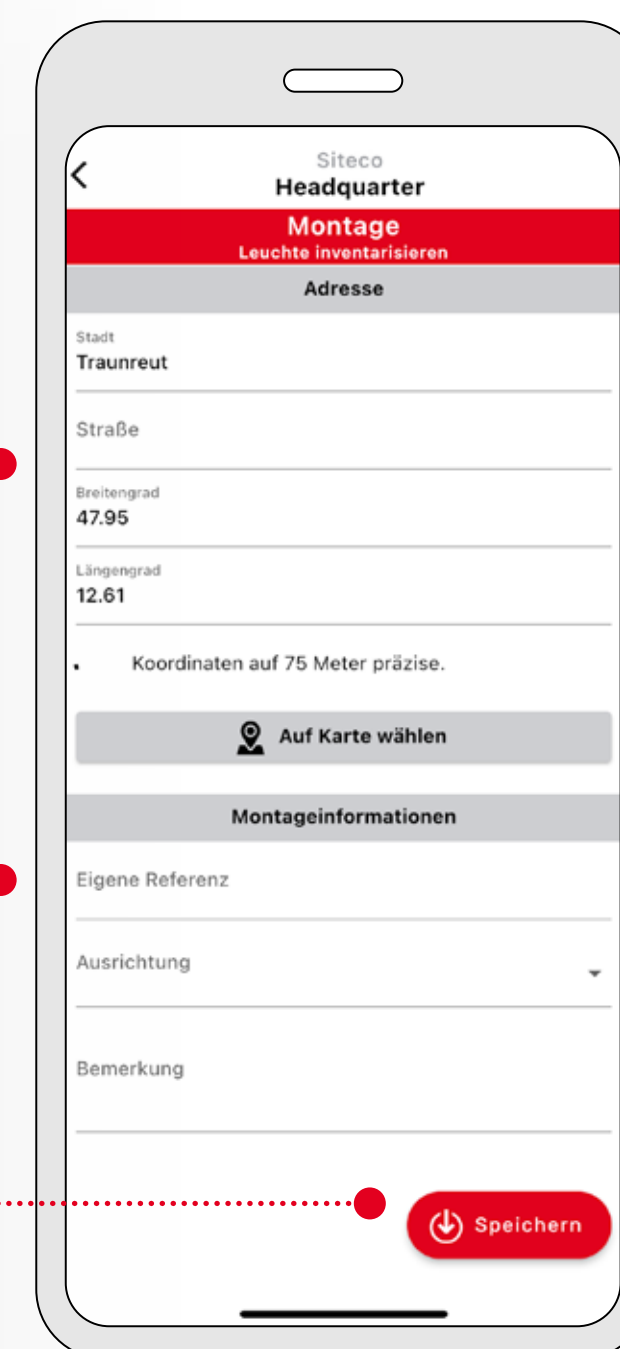 Siteco
Headquarter
Montage
Leuchte inventarisieren
Adresse
Stadt
Traunreut
Straße
Breitengrad
47.95
Längengrad
12.61
. Koordinaten auf 75 Meter präzise.
Auf Karte wählen
Montageinformationen
Eigene Referenz
Ausrichtung
Bemerkung
Speichern